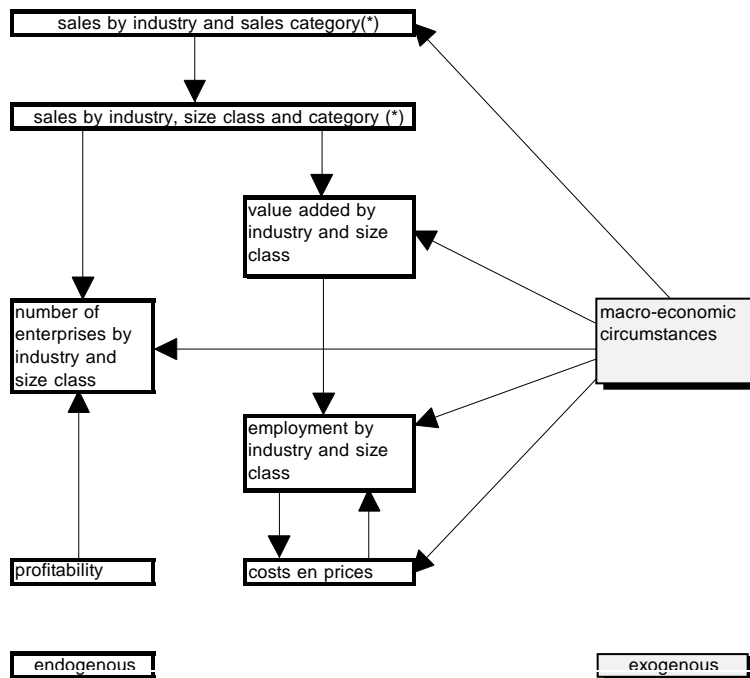 sales by industry and sales category(*)
sales by industry, size class and category (*)
value added by
industry and size
class
number of
enterprises by
industry and
size class
macro-economic
circumstances
employment by
industry and size
class
profitability
costs en prices
endogenous
exogenous